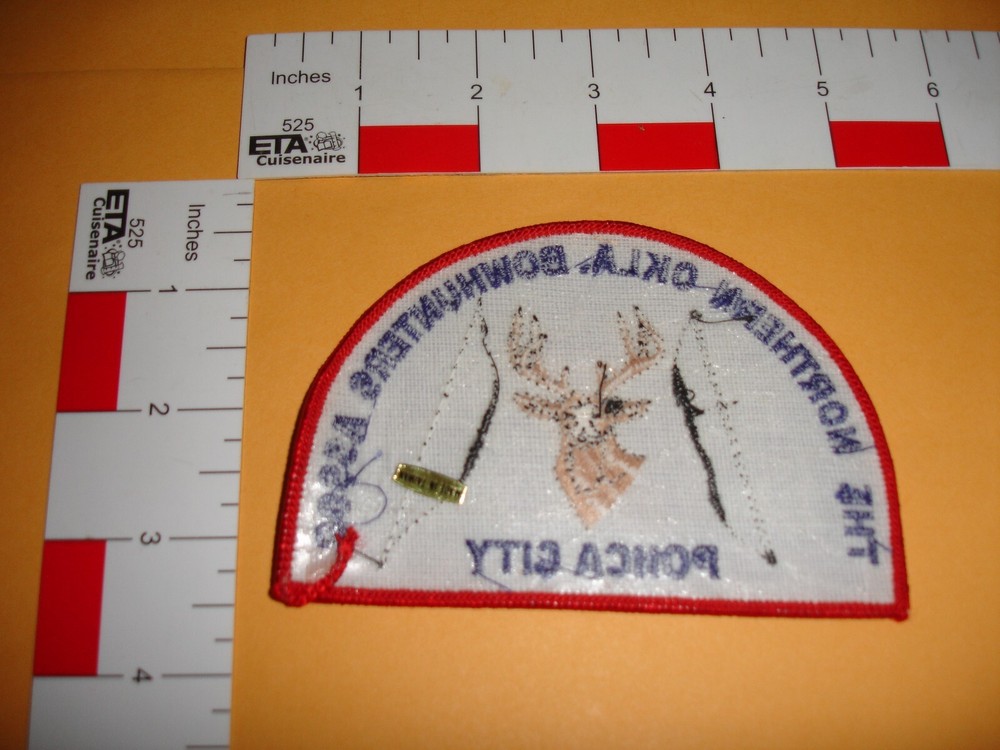 Inches 1 2 3 4 5 6
525
ETA
Cuisenaire
Inches 1 2 3 4
525
ETA
Cuisenaire
THE NORTHERN OKLA. BOWHUNTERS
PONCA CITY